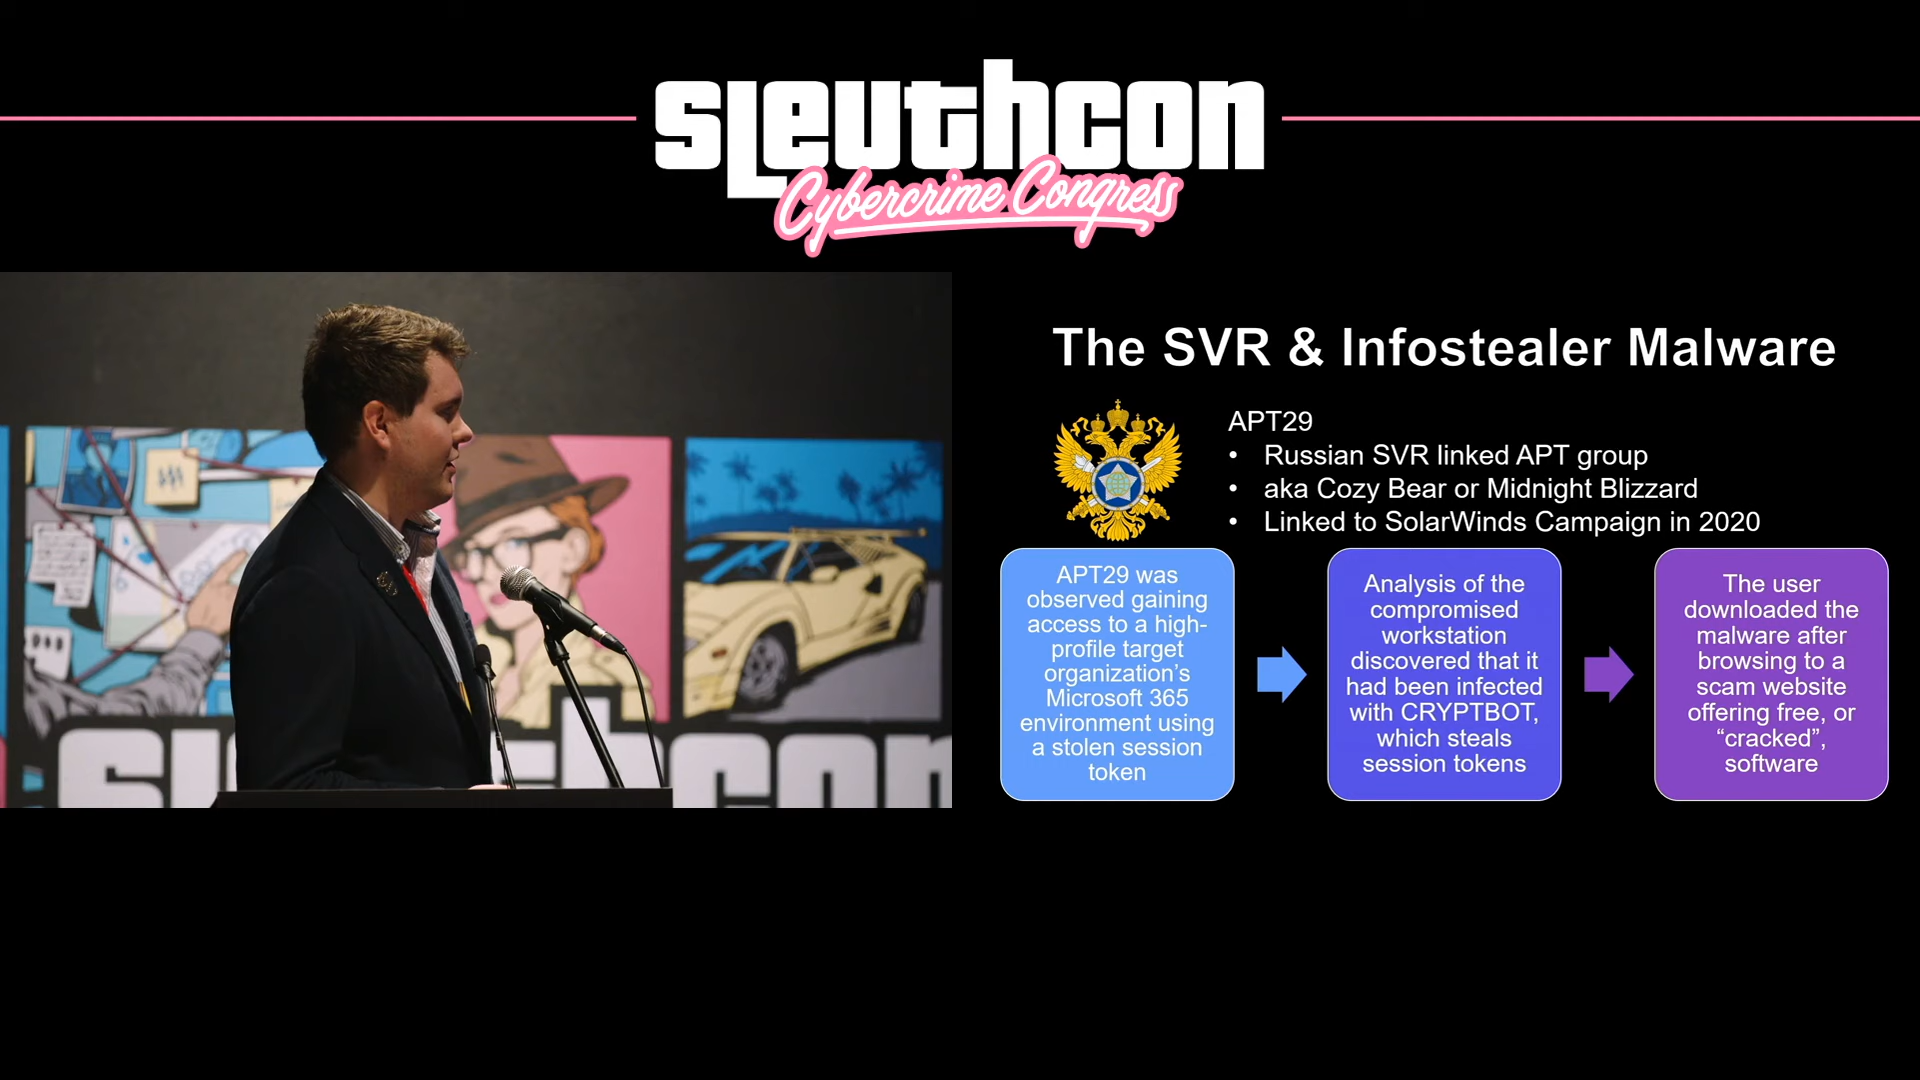 sleuthcon
Cybercrime Congress
The SVR & Infostealer Malware
APT29
• Russian SVR linked APT group
• aka Cozy Bear or Midnight Blizzard
• Linked to SolarWinds Campaign in 2020
APT29 was
observed gaining
access to a high-
profile target
organization’s
Microsoft 365
environment using
a stolen session
token
Analysis of the
compromised
workstation
discovered that it
had been infected
with CRYPTBOT,
which steals
session tokens
The user
downloaded the
malware after
browsing to a
scam website
offering free, or
“cracked”,
software